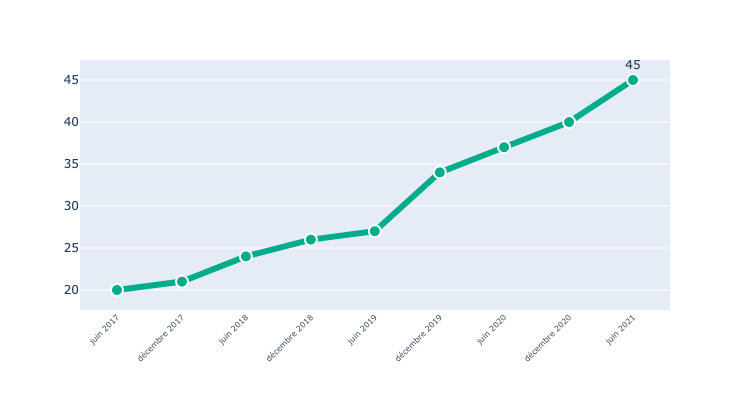 45
45
40
35
30
25
20
juin 2017
décembre 2017
juin 2018
décembre 2018
juin 2019
décembre 2019
juin 2020
décembre 2020
juin 2021